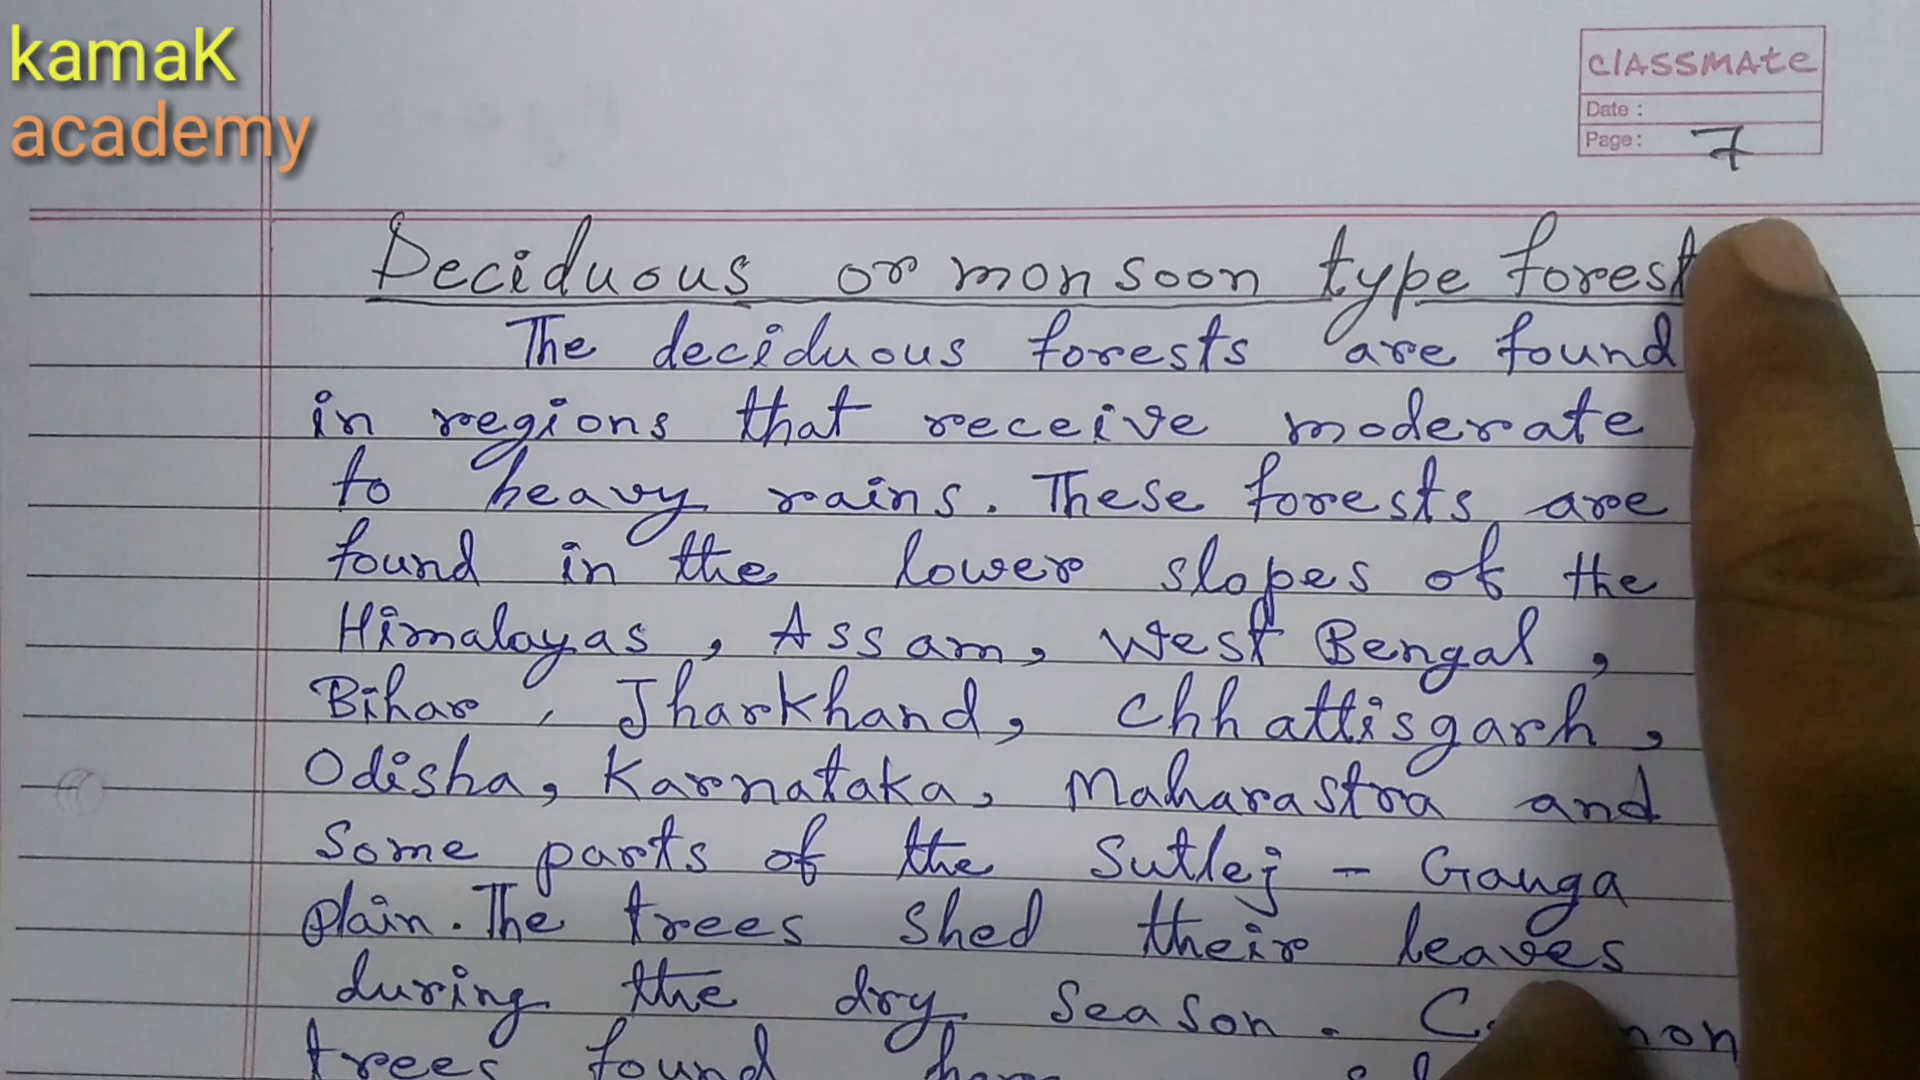 kamaK
academy
classmate
Date :
Page: 7
Deciduous or monsoon type forest
The deciduous forests are found
in regions that receive moderate
to heavy rains. These forests are
found in the lower slopes of the
Himalayas, Assam, West Bengal,
Bihar, Jharkhand, Chhattisgarh,
Odisha, Karnataka, Maharastra and
Some parts of the Sutlej - Ganga
plain. The trees shed their leaves
during the dry season.
trees found